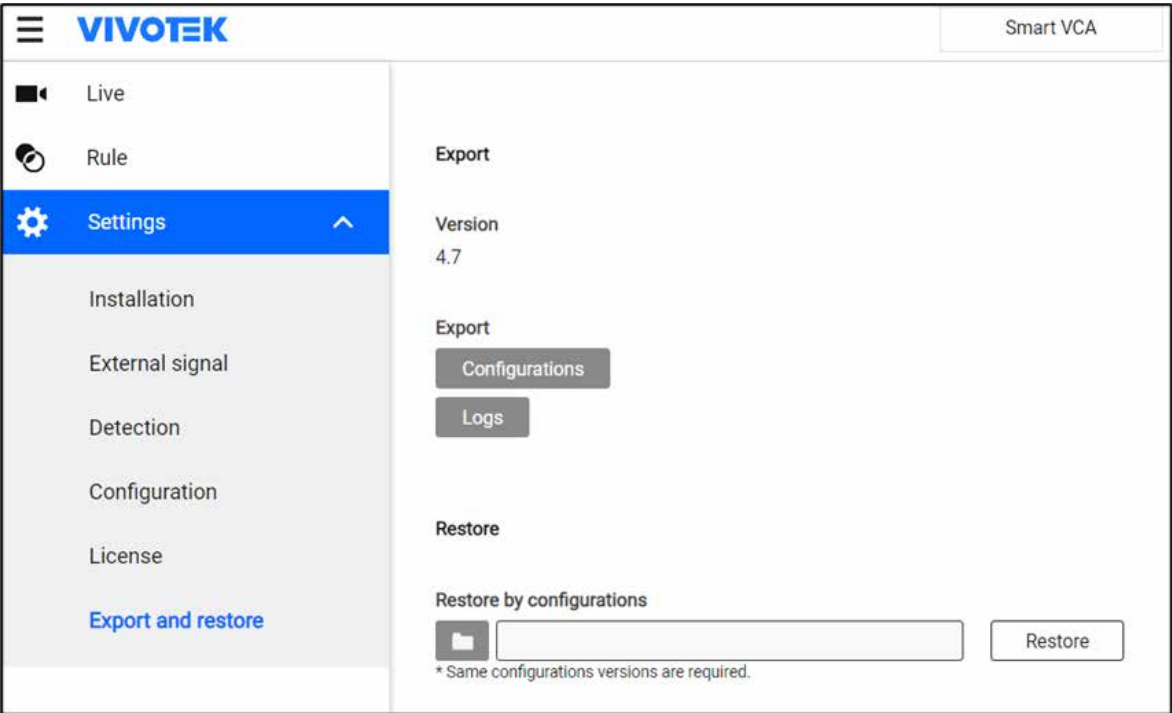 VIVOTEK
Smart VCA
Live
Rule
Settings
Installation
External signal
Detection
Configuration
License
Export and restore
Export
Version
4.7
Export
Configurations
Logs
Restore
Restore by configurations
Restore
* Same configurations versions are required.